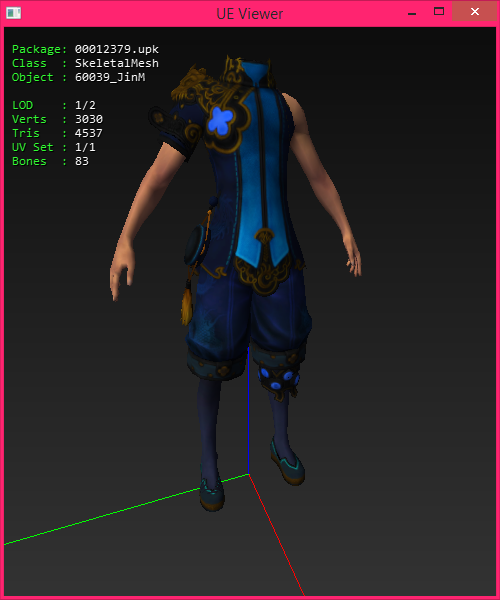 UE Viewer
Package: 00012379.upk
Class  : SkeletalMesh
Object : 60039_JinM
LOD    : 1/2
Verts  : 3030
Tris   : 4537
UV Set : 1/1
Bones  : 83